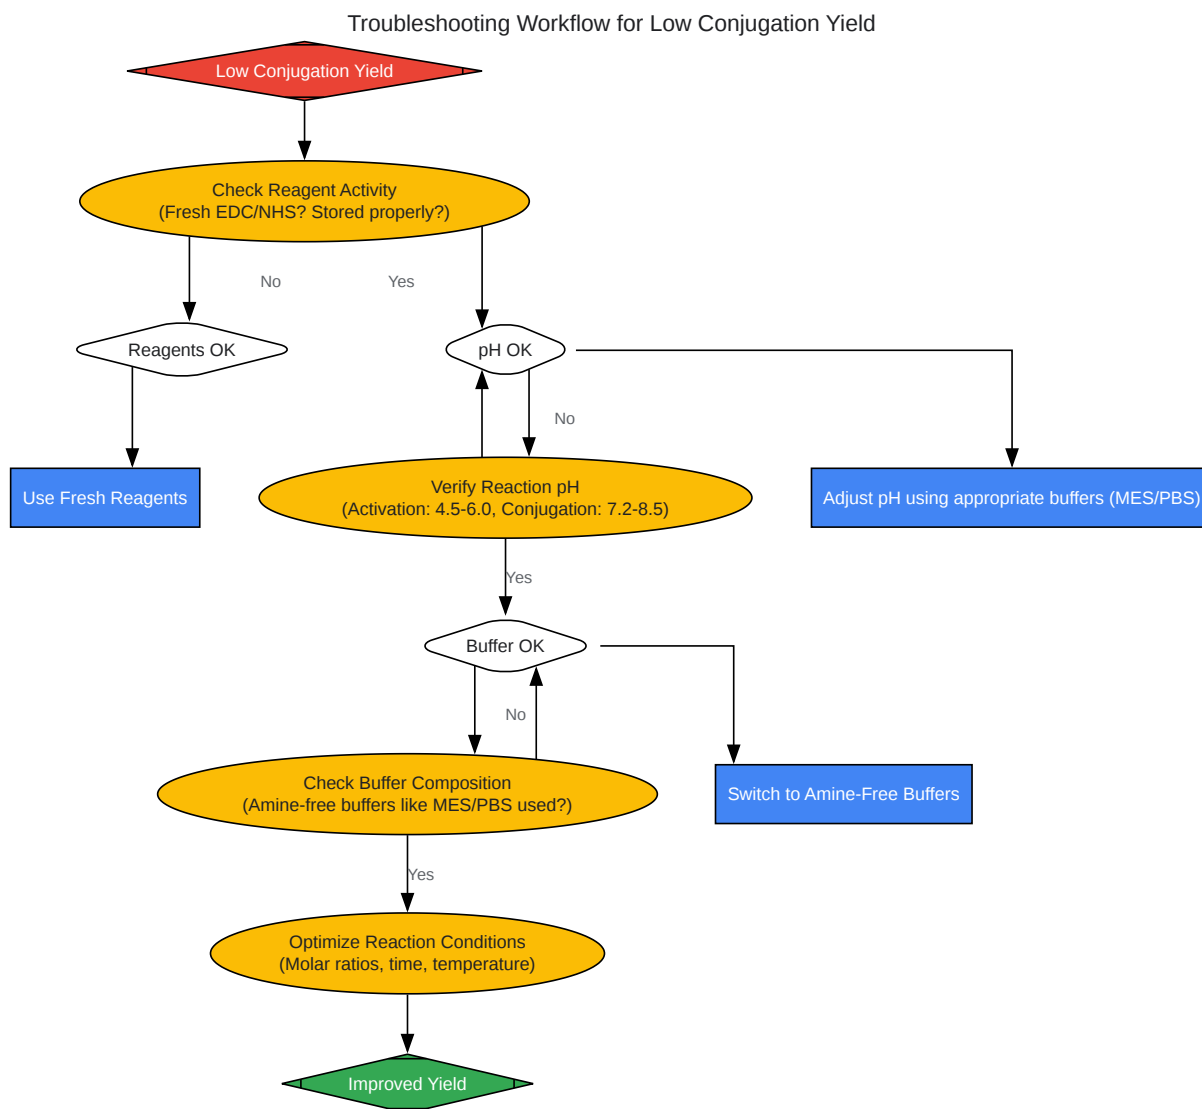 Troubleshooting Workflow for Low Conjugation Yield
Low Conjugation Yield
Check Reagent Activity
(Fresh EDC/NHS? Stored properly?)
No
Yes
Reagents OK
pH OK
No
Use Fresh Reagents
Verify Reaction pH
(Activation: 4.5-6.0, Conjugation: 7.2-8.5)
Adjust pH using appropriate buffers (MES/PBS)
Yes
Buffer OK
No
Check Buffer Composition
(Amine-free buffers like MES/PBS used?)
Switch to Amine-Free Buffers
Yes
Optimize Reaction Conditions
(Molar ratios, time, temperature)
Improved Yield